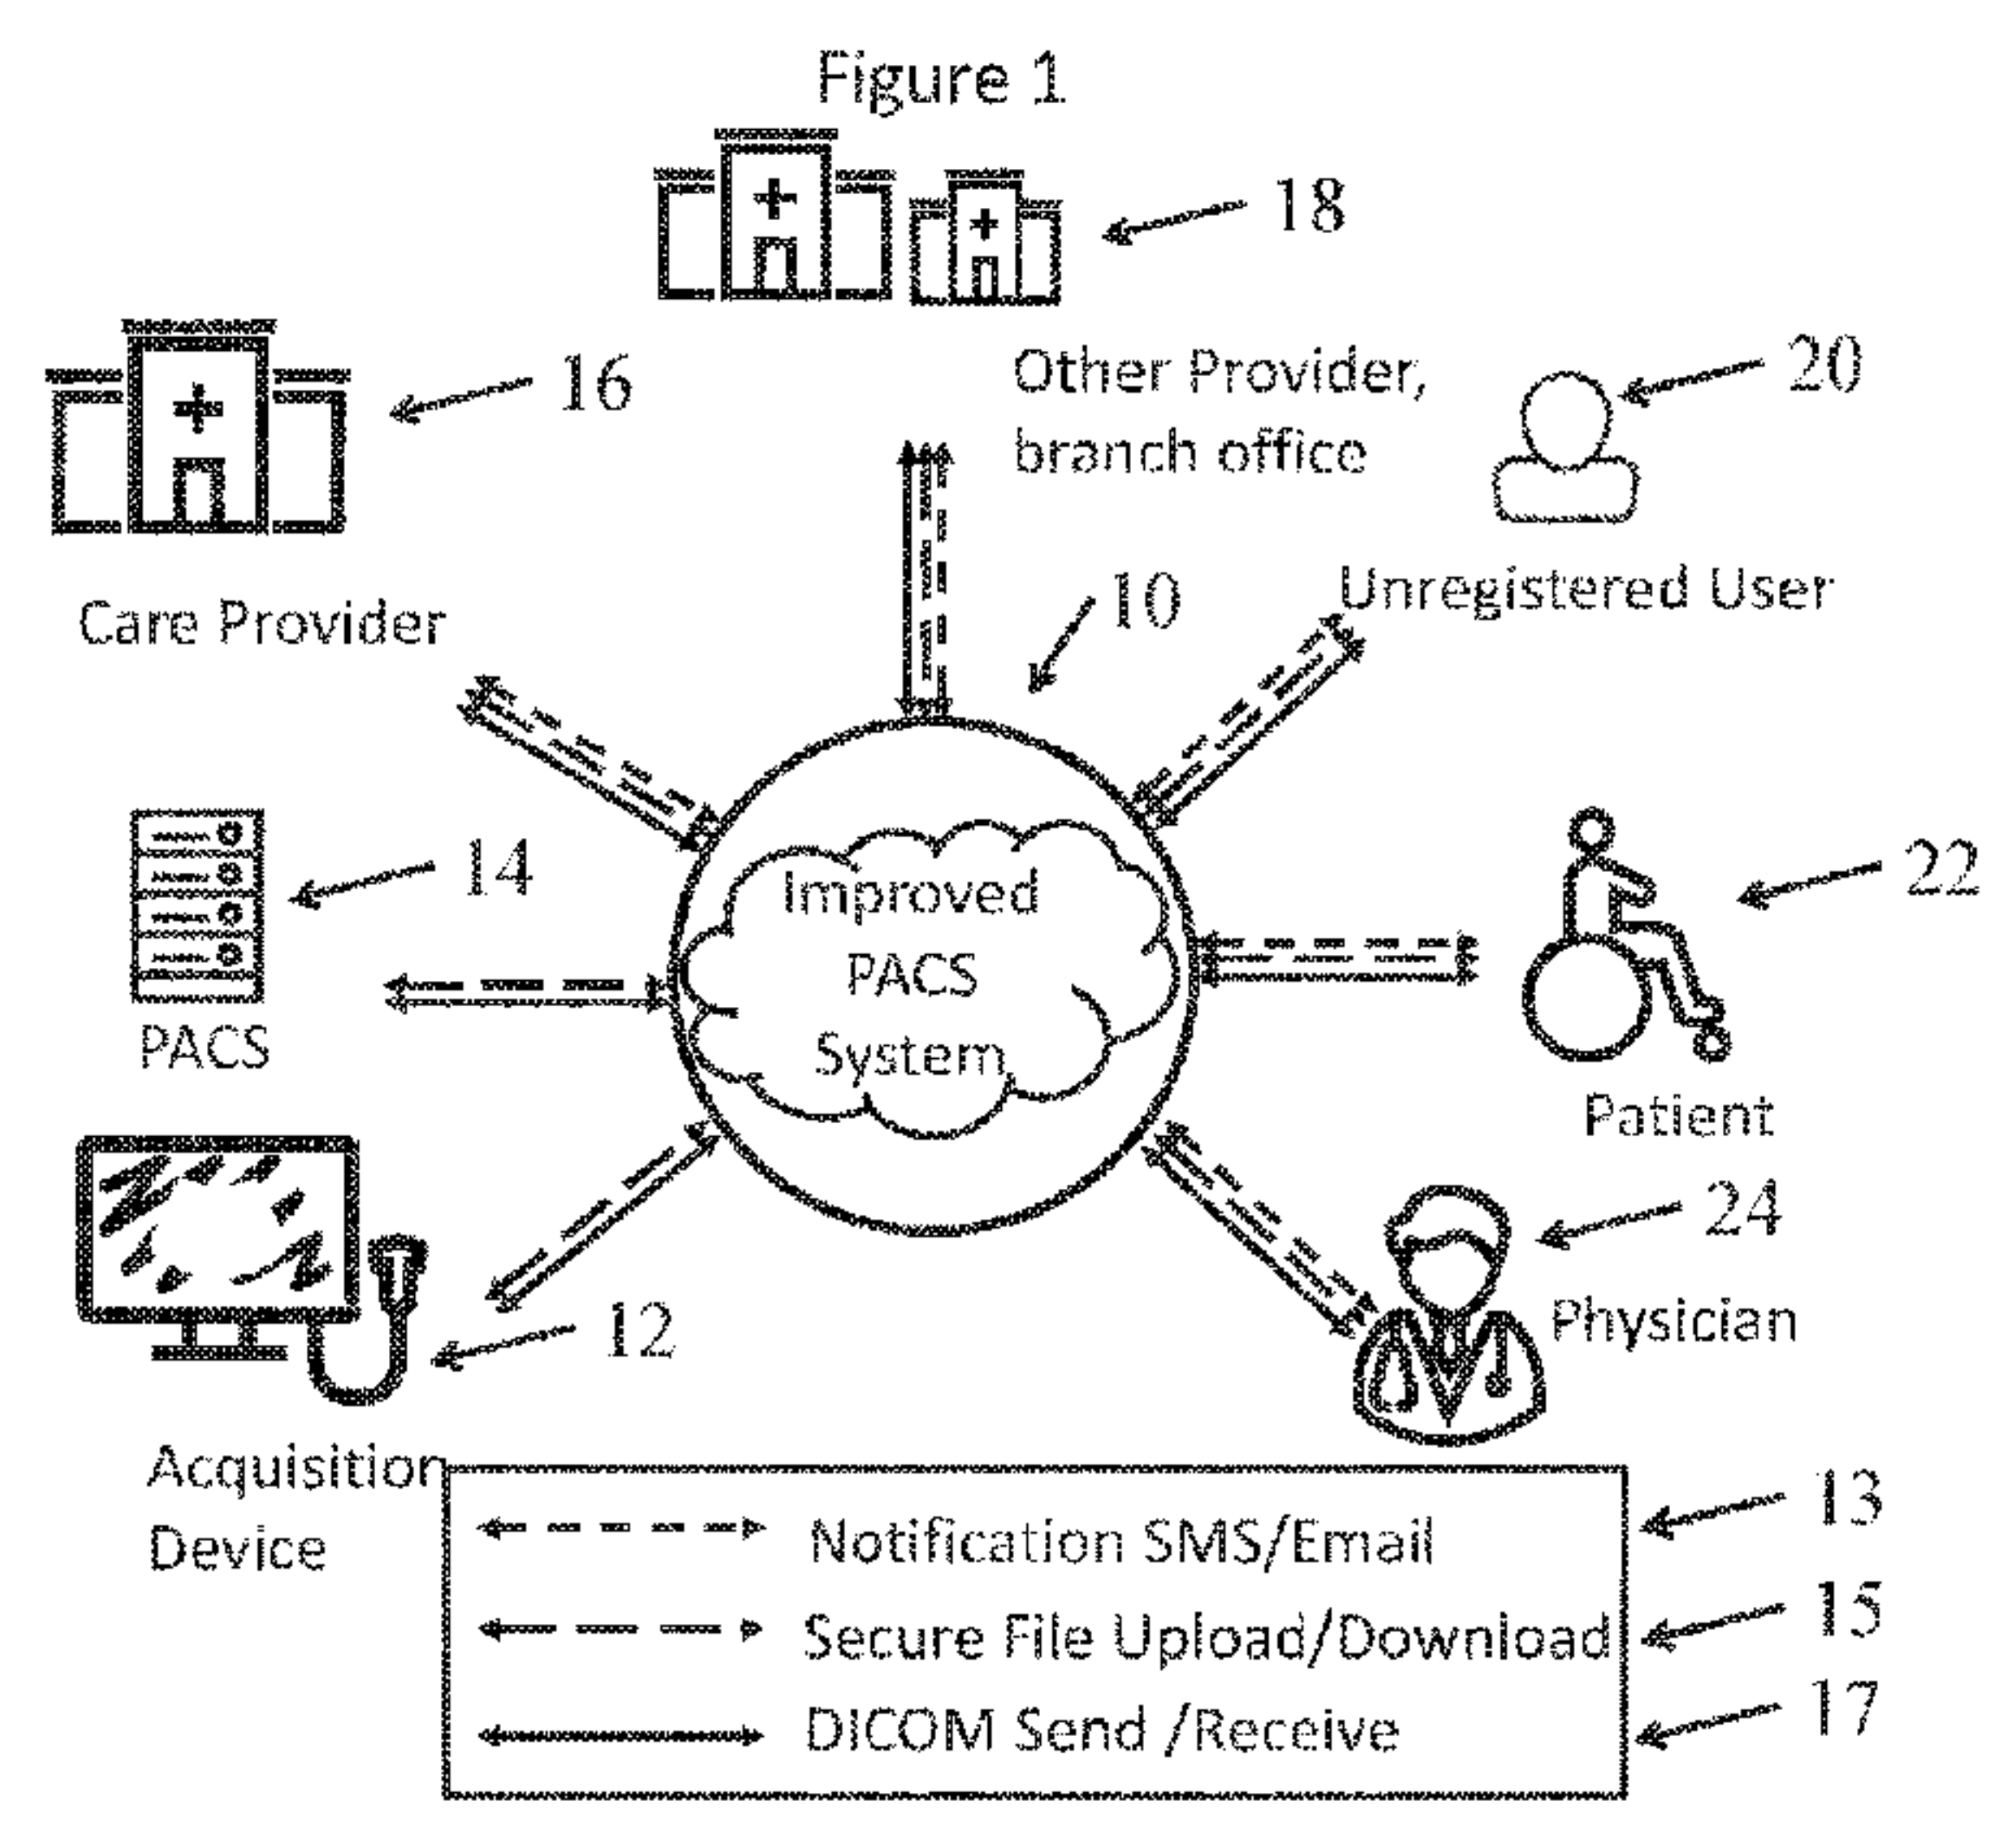 Figure 1
18
16
Other Provider,
branch office
20
Care Provider
10
Unregistered User
14
Improved
PACS
System
22
PACS
Patient
24
12
Physician
Acquisition
Device
Notification SMS/Email
13
Secure File Upload/Download
15
DICOM Send /Receive
17